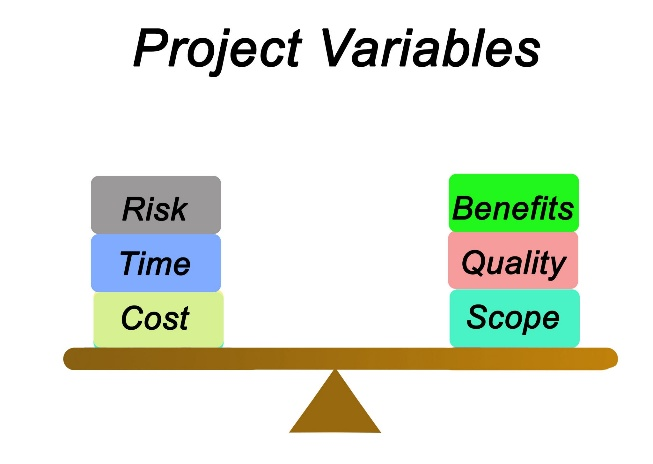 Project Variables
Risk
Time
Cost
Benefits
Quality
Scope